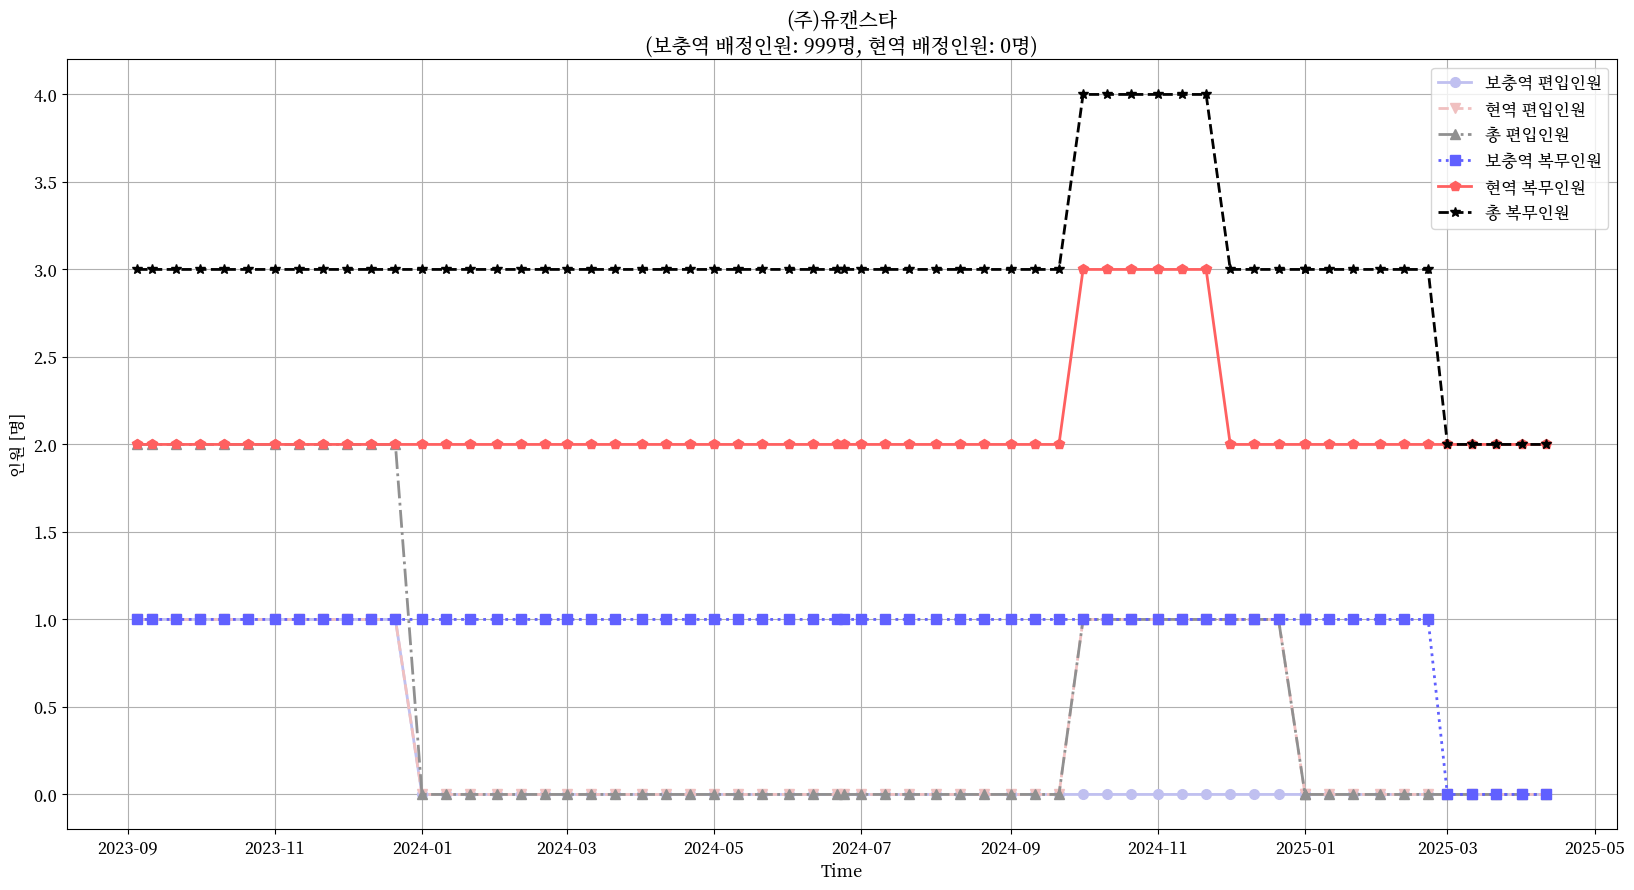 (주)유캔스타
(보충역 배정인원: 999명, 현역 배정인원: 0명)
보충역 편입인원
현역 편입인원
총 편입인원
보충역 복무인원
현역 복무인원
총 복무인원
인원 [명]
4.0
3.5
3.0
2.5
2.0
1.5
1.0
0.5
0.0
2023-09
2023-11
2024-01
2024-03
2024-05
2024-07
2024-09
2024-11
2025-01
2025-03
2025-05
Time